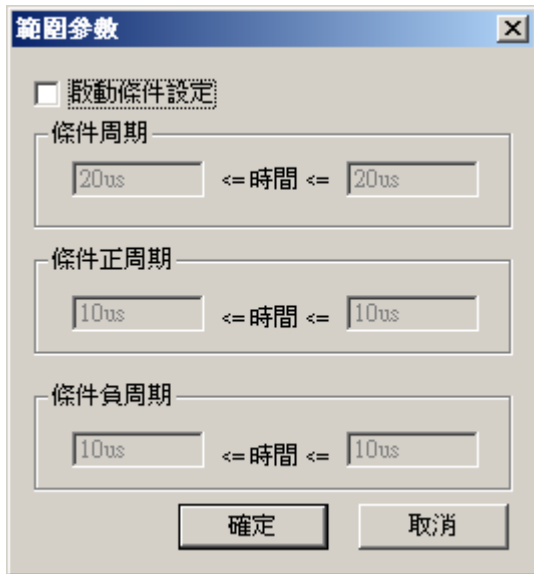 範圍參數
啟動條件設定
條件周期
20us <= 時間 <= 20us
條件正周期
10us <= 時間 <= 10us
條件負周期
10us <= 時間 <= 10us
確定 取消